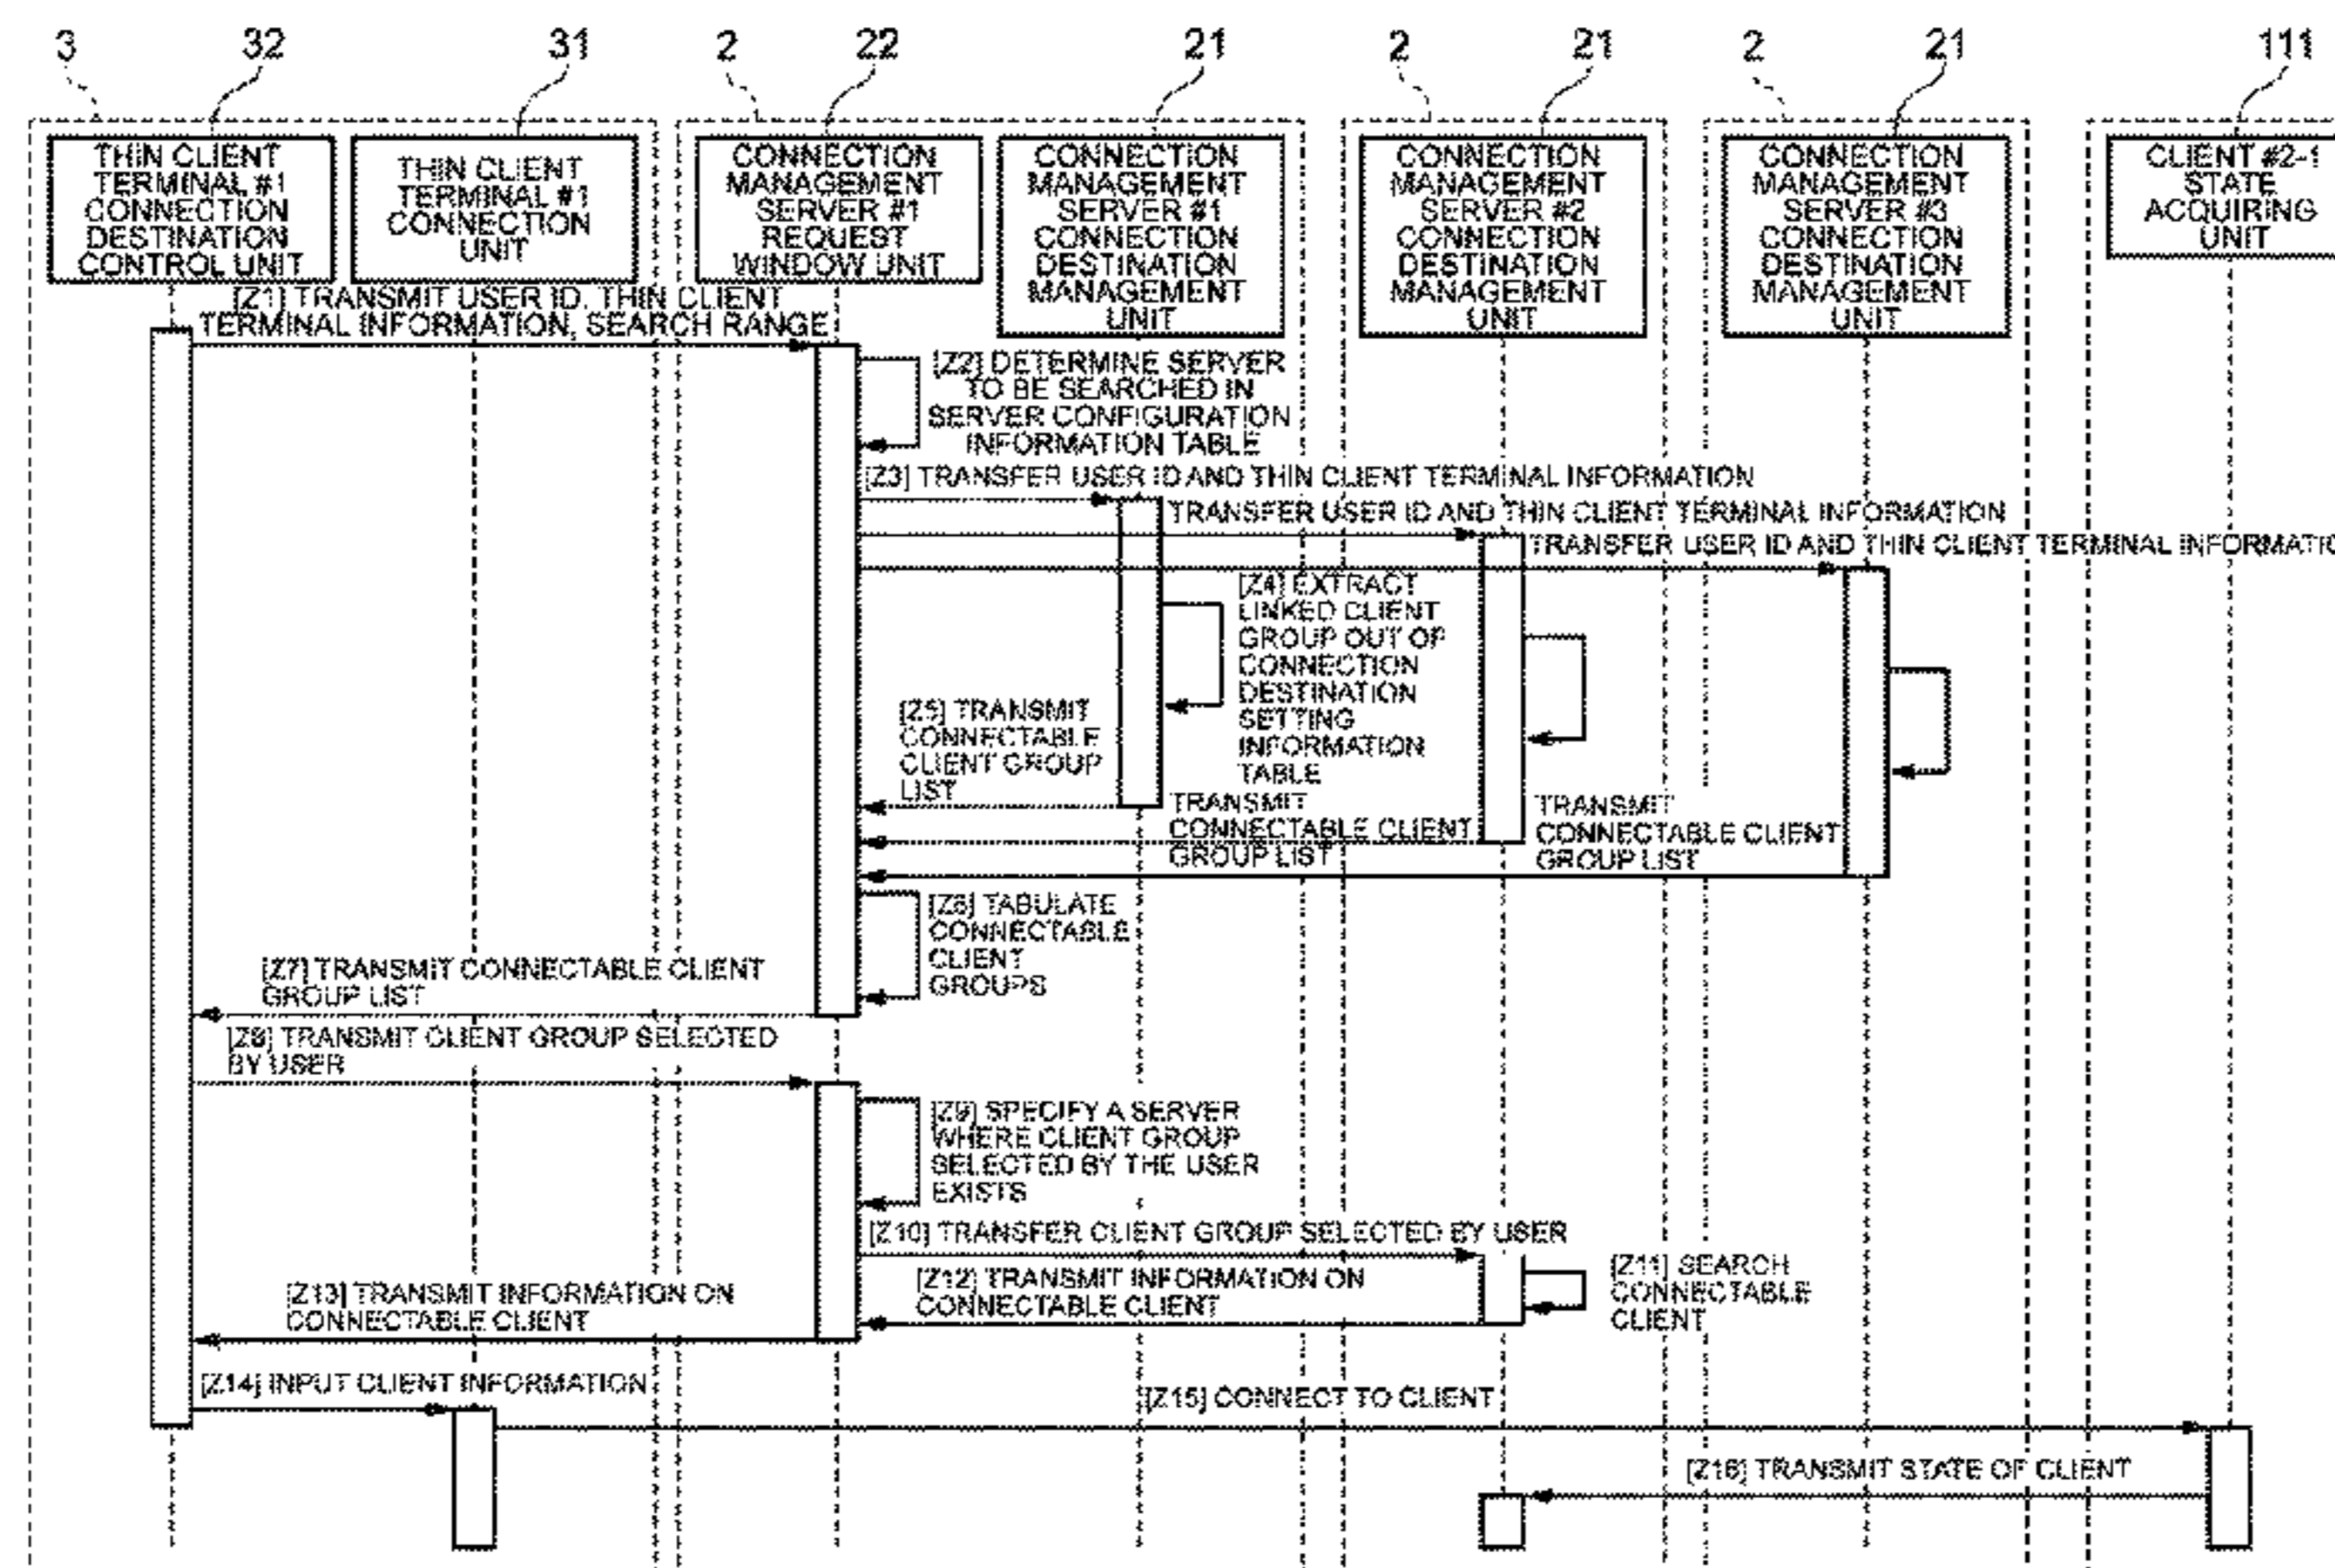 3 32 31 2 22 21 2 21 2 21 111
THIN CLIENT
TERMINAL #1
CONNECTION
DESTINATION
CONTROL UNIT
THIN CLIENT
TERMINAL #1
CONNECTION
UNIT
CONNECTION
MANAGEMENT
SERVER #1
REQUEST
WINDOW UNIT
CONNECTION
MANAGEMENT
SERVER #1
CONNECTION
DESTINATION
MANAGEMENT
UNIT
CONNECTION
MANAGEMENT
SERVER #2
CONNECTION
DESTINATION
MANAGEMENT
UNIT
CONNECTION
MANAGEMENT
SERVER #3
CONNECTION
DESTINATION
MANAGEMENT
UNIT
CLIENT #2-1
STATE
ACQUIRING
UNIT
[Z1] TRANSMIT USER ID, THIN CLIENT
TERMINAL INFORMATION, SEARCH RANGE
[Z2] DETERMINE SERVER
TO BE SEARCHED IN
SERVER CONFIGURATION
INFORMATION TABLE
[Z3] TRANSFER USER ID AND THIN CLIENT TERMINAL INFORMATION
TRANSFER USER ID AND THIN CLIENT TERMINAL INFORMATION
TRANSFER USER ID AND THIN CLIENT TERMINAL INFORMATIO
[Z4] EXTRACT
LINKED CLIENT
GROUP OUT OF
CONNECTION
DESTINATION
SETTING
INFORMATION
TABLE
[Z5] TRANSMIT
CONNECTABLE
CLIENT GROUP
LIST
TRANSMIT
CONNECTABLE CLIENT
GROUP LIST
TRANSMIT
CONNECTABLE CLIENT
GROUP LIST
[Z6] TABULATE
CONNECTABLE
CLIENT
GROUPS
[Z7] TRANSMIT CONNECTABLE CLIENT
GROUP LIST
[Z8] TRANSMIT CLIENT GROUP SELECTED
BY USER
[Z9] SPECIFY A SERVER
WHERE CLIENT GROUP
SELECTED BY THE USER
EXISTS
[Z10] TRANSFER CLIENT GROUP SELECTED BY USER
[Z11] SEARCH
CONNECTABLE
CLIENT
[Z12] TRANSMIT INFORMATION ON
CONNECTABLE CLIENT
[Z13] TRANSMIT INFORMATION ON
CONNECTABLE CLIENT
[Z14] INPUT CLIENT INFORMATION
[Z15] CONNECT TO CLIENT
[Z16] TRANSMIT STATE OF CLIENT